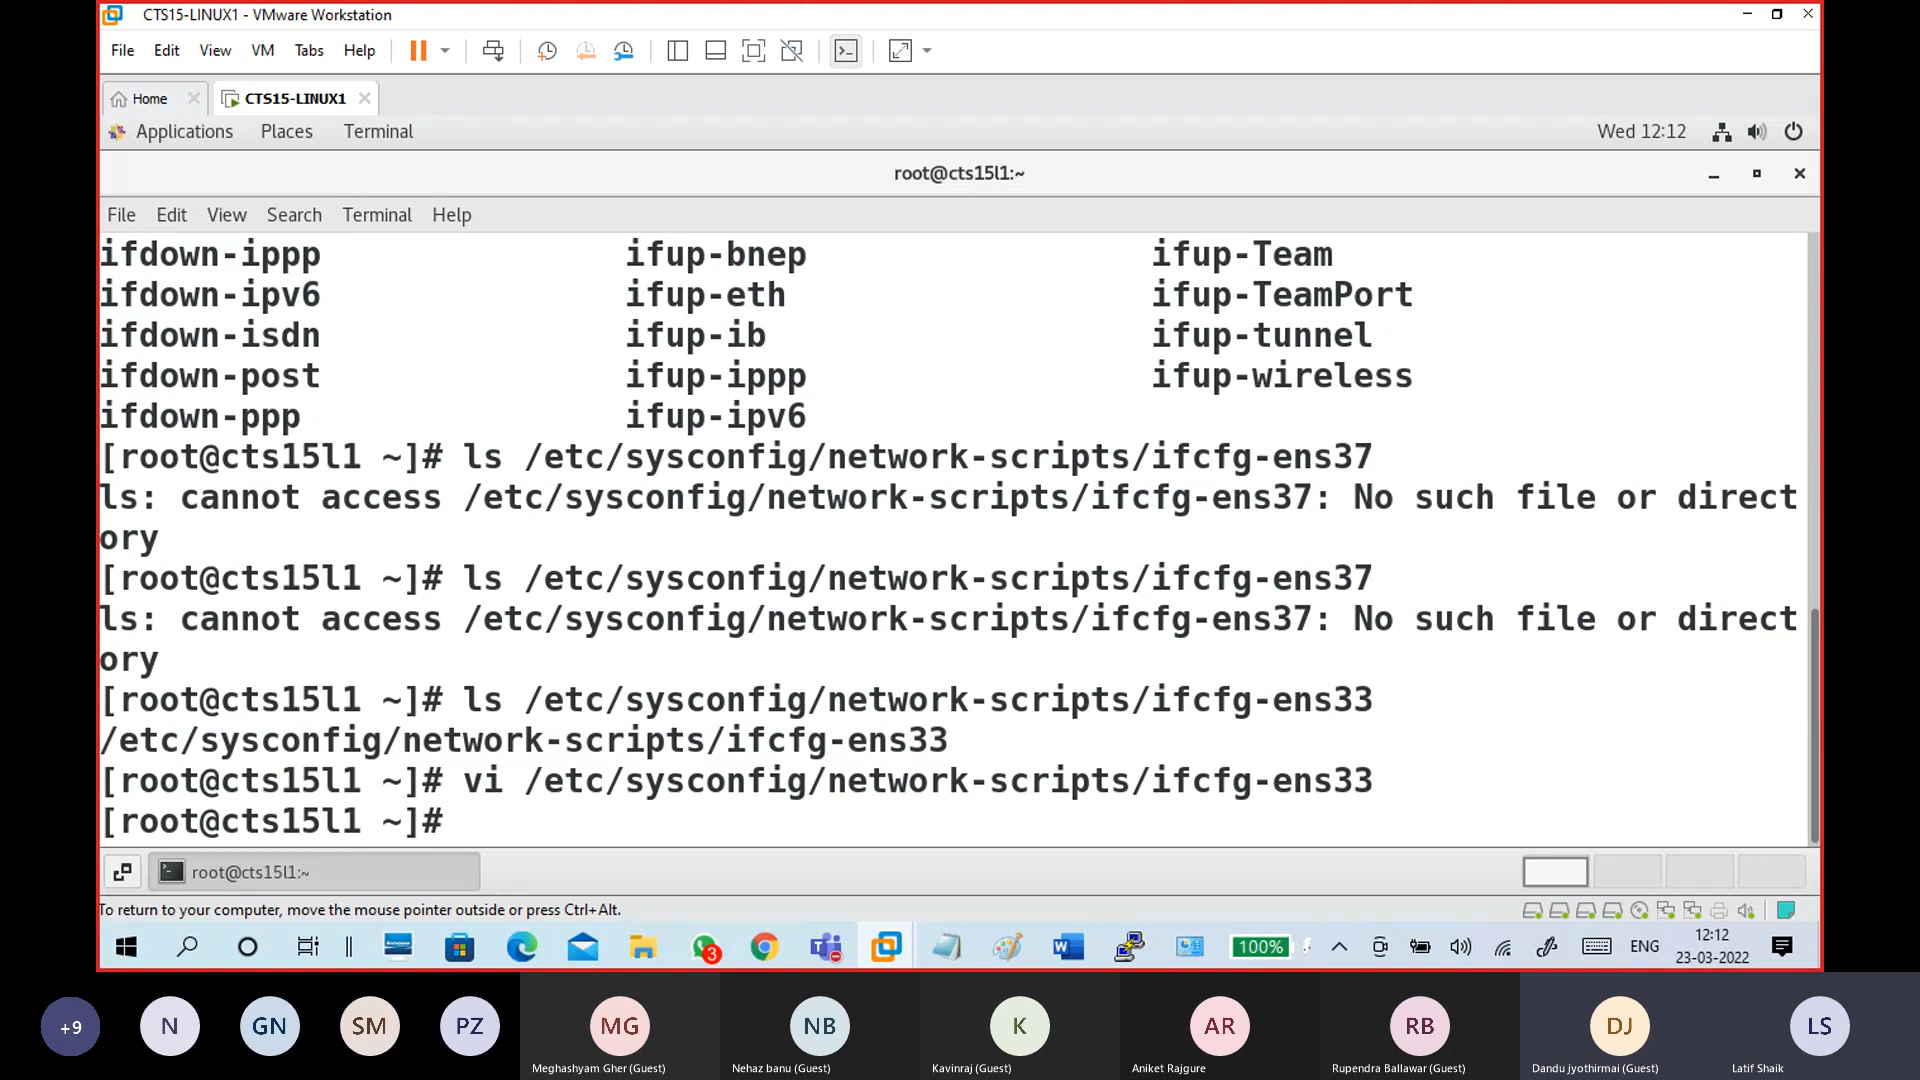 CTS15-LINUX1 - VMware Workstation
File Edit View VM Tabs Help
Home CTS15-LINUX1
Applications Places Terminal Wed 12:12
root@cts15l1:~
File Edit View Search Terminal Help
ifdown-ippp ifup-bnep ifup-Team
ifdown-ipv6 ifup-eth ifup-TeamPort
ifdown-isdn ifup-ib ifup-tunnel
ifdown-post ifup-ippp ifup-wireless
ifdown-ppp ifup-ipv6
[root@cts15l1 ~]# ls /etc/sysconfig/network-scripts/ifcfg-ens37
ls: cannot access /etc/sysconfig/network-scripts/ifcfg-ens37: No such file or direct
ory
[root@cts15l1 ~]# ls /etc/sysconfig/network-scripts/ifcfg-ens37
ls: cannot access /etc/sysconfig/network-scripts/ifcfg-ens37: No such file or direct
ory
[root@cts15l1 ~]# ls /etc/sysconfig/network-scripts/ifcfg-ens33
/etc/sysconfig/network-scripts/ifcfg-ens33
[root@cts15l1 ~]# vi /etc/sysconfig/network-scripts/ifcfg-ens33
[root@cts15l1 ~]#
root@cts15l1:~
To return to your computer, move the mouse pointer outside or press Ctrl+Alt.
3 100% ENG 12:12
23-03-2022
+9 N GN SM PZ MG NB K AR RB DJ LS
Meghashyam Gher (Guest) Nehaz banu (Guest) Kavinraj (Guest) Aniket Rajgure Rupendra Ballawar (Guest) Dandu jyothirmai (Guest) Latif Shaik